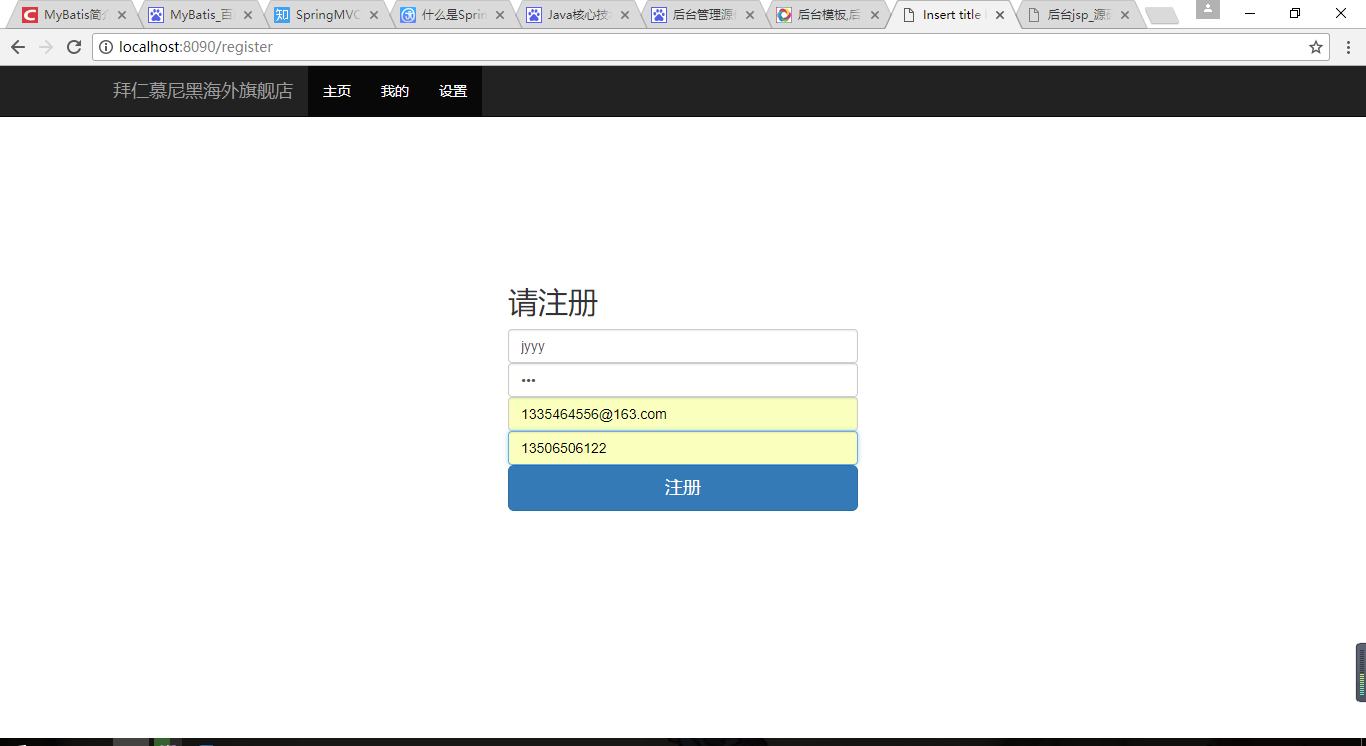 MyBatis简介
MyBatis_百
SpringMVC
什么是Sprin
Java核心技术
后台管理源
后台模板,后
Insert title
后台jsp_源码
localhost:8090/register
拜仁慕尼黑海外旗舰店 主页 我的 设置
请注册
jyyy
•••
1335464556@163.com
13506506122
注册